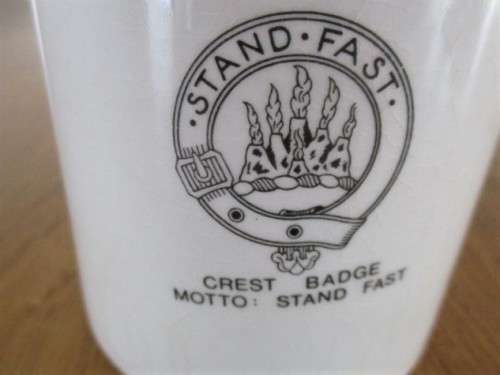 · STAND · FAST ·
CREST BADGE
MOTTO: STAND FAST